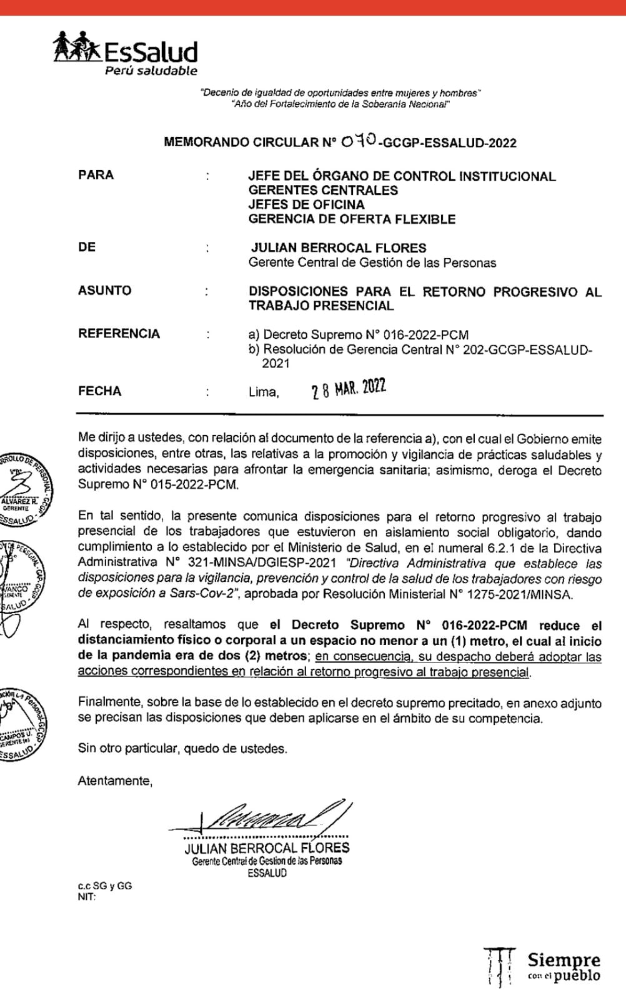 EsSalud
Perú saludable
"Decenio de igualdad de oportunidades entre mujeres y hombres"
"Año del Fortalecimiento de la Soberanía Nacional"
MEMORANDO CIRCULAR N° 070-GCGP-ESSALUD-2022
PARA : JEFE DEL ÓRGANO DE CONTROL INSTITUCIONAL
GERENTES CENTRALES
JEFES DE OFICINA
GERENCIA DE OFERTA FLEXIBLE
DE : JULIAN BERROCAL FLORES
Gerente Central de Gestión de las Personas
ASUNTO : DISPOSICIONES PARA EL RETORNO PROGRESIVO AL
TRABAJO PRESENCIAL
REFERENCIA : a) Decreto Supremo N° 016-2022-PCM
b) Resolución de Gerencia Central N° 202-GCGP-ESSALUD-
2021
FECHA : Lima, 28 MAR. 2022
Me dirijo a ustedes, con relación al documento de la referencia a), con el cual el Gobierno emite
disposiciones, entre otras, las relativas a la promoción y vigilancia de prácticas saludables y
actividades necesarias para afrontar la emergencia sanitaria; asimismo, deroga el Decreto
Supremo N° 015-2022-PCM.
En tal sentido, la presente comunica disposiciones para el retorno progresivo al trabajo
presencial de los trabajadores que estuvieron en aislamiento social obligatorio, dando
cumplimiento a lo establecido por el Ministerio de Salud, en el numeral 6.2.1 de la Directiva
Administrativa N° 321-MINSA/DGIESP-2021 "Directiva Administrativa que establece las
disposiciones para la vigilancia, prevención y control de la salud de los trabajadores con riesgo
de exposición a Sars-Cov-2", aprobada por Resolución Ministerial N° 1275-2021/MINSA.
Al respecto, resaltamos que el Decreto Supremo N° 016-2022-PCM reduce el
distanciamiento físico o corporal a un espacio no menor a un (1) metro, el cual al inicio
de la pandemia era de dos (2) metros; en consecuencia, su despacho deberá adoptar las
acciones correspondientes en relación al retorno progresivo al trabajo presencial.
Finalmente, sobre la base de lo establecido en el decreto supremo precitado, en anexo adjunto
se precisan las disposiciones que deben aplicarse en el ámbito de su competencia.
Sin otro particular, quedo de ustedes.
Atentamente,
JULIAN BERROCAL FLORES
Gerente Central de Gestion de las Personas
ESSALUD
c.c SG y GG
NIT:
ALVAREZ R.
GERENTE
ESSALUD
CAMPOS U.
GERENTE (e)
ESSALUD
Siempre
con el pueblo